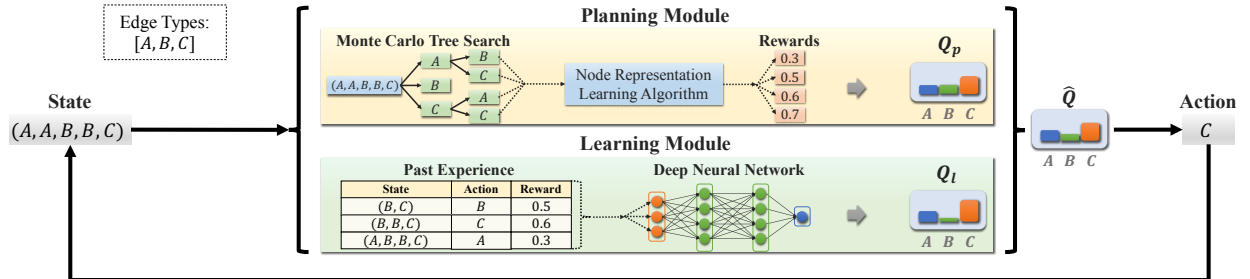 Edge Types:
[A, B, C]
State
(A, A, B, B, C)
Planning Module
Monte Carlo Tree Search
(A, A, B, B, C)
A
B
C
B
C
A
C
Node Representation
Learning Algorithm
Rewards
0.3
0.5
0.6
0.7
Q_p
A B C
Learning Module
Past Experience
State Action Reward
(B, C) B 0.5
(B, B, C) C 0.6
(A, B, B, C) A 0.3
Deep Neural Network
Q_l
A B C
Q̂
A B C
Action
C